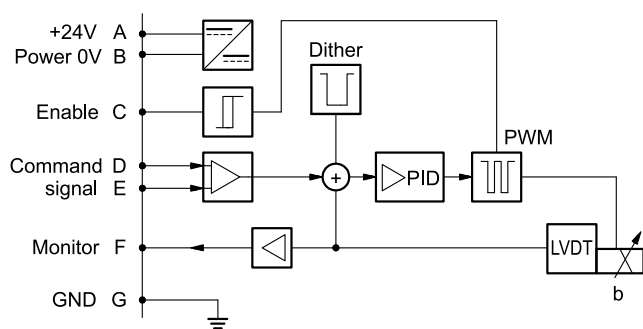 +24V A
Power 0V B
Dither
Enable C
PWM
Command D
signal E
+
PID
Monitor F
LVDT
b
GND G